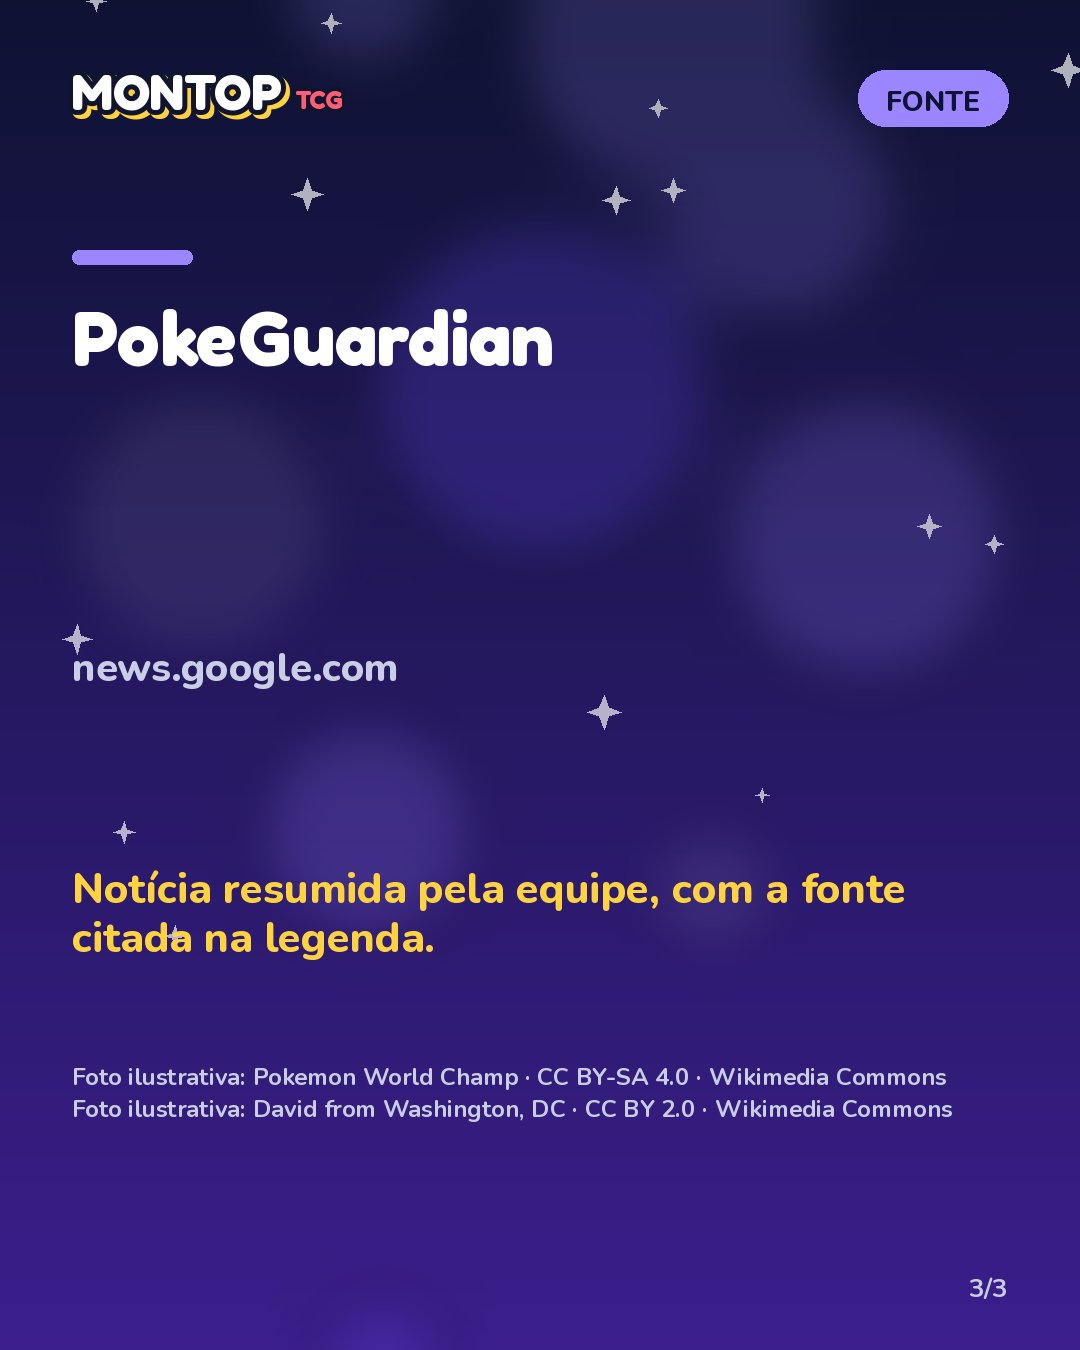 MONTOP TCG
FONTE
PokeGuardian
news.google.com
Notícia resumida pela equipe, com a fonte
citada na legenda.
Foto ilustrativa: Pokemon World Champ · CC BY-SA 4.0 · Wikimedia Commons
Foto ilustrativa: David from Washington, DC · CC BY 2.0 · Wikimedia Commons
3/3